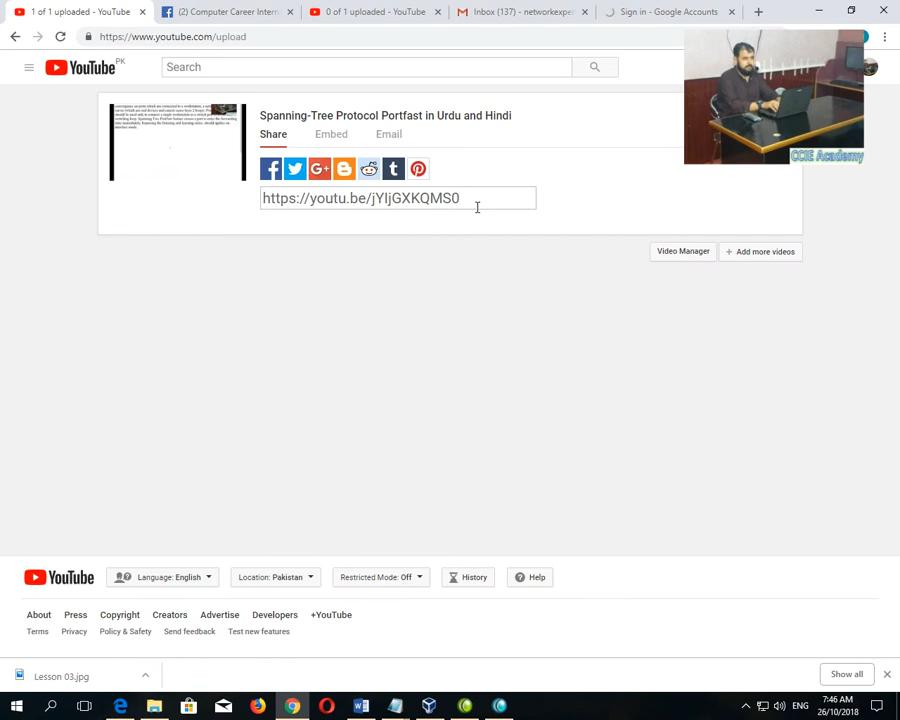 1 of 1 uploaded - YouTube
(2) Computer Career Intern
0 of 1 uploaded - YouTube
Inbox (137) - networkexpe
Sign in - Google Accounts
https://www.youtube.com/upload
YouTube PK
Search
CCIE Academy
Spanning-Tree Protocol Portfast in Urdu and Hindi
Share Embed Email
https://youtu.be/jYIjGXKQMS0
Video Manager
+ Add more videos
YouTube
Language: English
Location: Pakistan
Restricted Mode: Off
History
Help
About Press Copyright Creators Advertise Developers +YouTube
Terms Privacy Policy & Safety Send feedback Test new features
Lesson 03.jpg
Show all
ENG
7:46 AM
26/10/2018